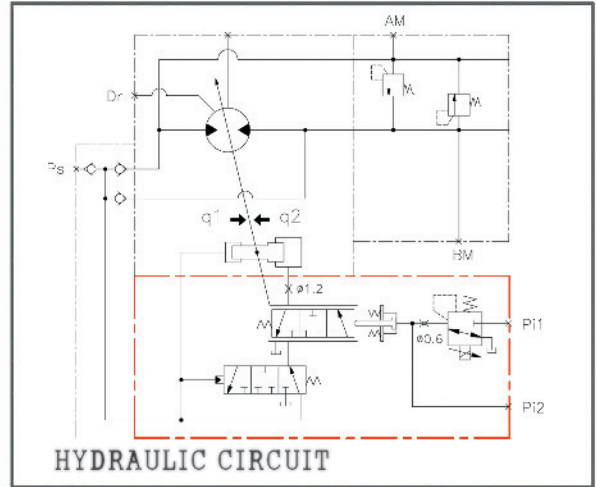 AM
Dr
Ps
q1 q2
BM
ø1.2
ø0.6
Pi1
Pi2
HYDRAULIC CIRCUIT